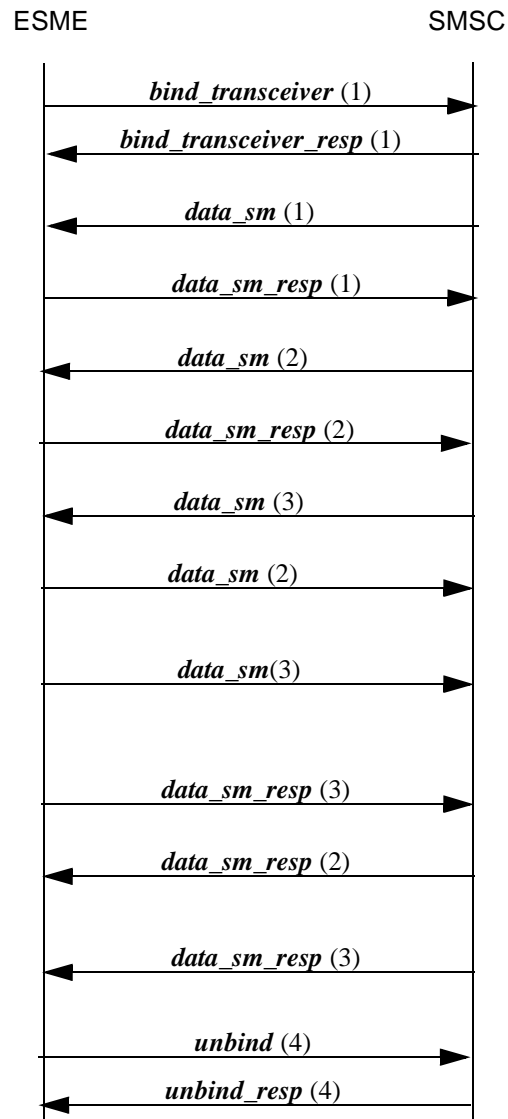 ESME SMSC
bind_transceiver (1)
bind_transceiver_resp (1)
data_sm (1)
data_sm_resp (1)
data_sm (2)
data_sm_resp (2)
data_sm (3)
data_sm (2)
data_sm(3)
data_sm_resp (3)
data_sm_resp (2)
data_sm_resp (3)
unbind (4)
unbind_resp (4)